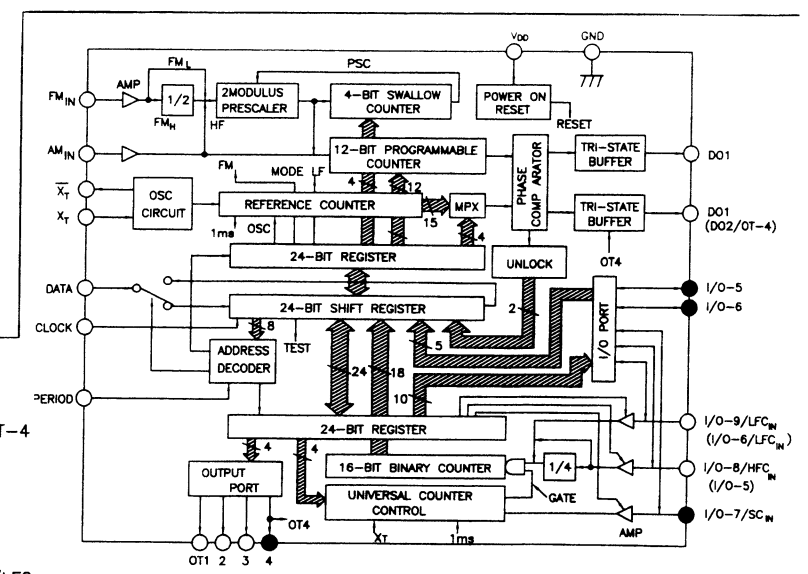 VDD
GND
FML
PSC
FMIN
AMP
1/2
2MODULUS PRESCALER
4-BIT SWALLOW COUNTER
POWER ON RESET
FMH
HF
RESET
AMIN
12-BIT PROGRAMMABLE COUNTER
PHASE COMP ARATOR
TRI-STATE BUFFER
DO1
FM
MODE
LF
4
12
XT
OSC CIRCUIT
REFERENCE COUNTER
15
MPX
TRI-STATE BUFFER
DO1
(DO2/OT-4)
XT
1ms
OSC
4
OT4
24-BIT REGISTER
UNLOCK
DATA
I/O-5
24-BIT SHIFT REGISTER
2
I/O PORT
I/O-6
CLOCK
8
TEST
5
ADDRESS DECODER
24
18
10
PERIOD
T-4
24-BIT REGISTER
I/O-9/LFCIN
(I/O-6/LFCIN)
4
4
OUTPUT PORT
16-BIT BINARY COUNTER
1/4
I/O-8/HFCIN
(I/O-5)
UNIVERSAL COUNTER CONTROL
GATE
I/O-7/SCIN
OT4
AMP
XT
1ms
OT1
2
3
4